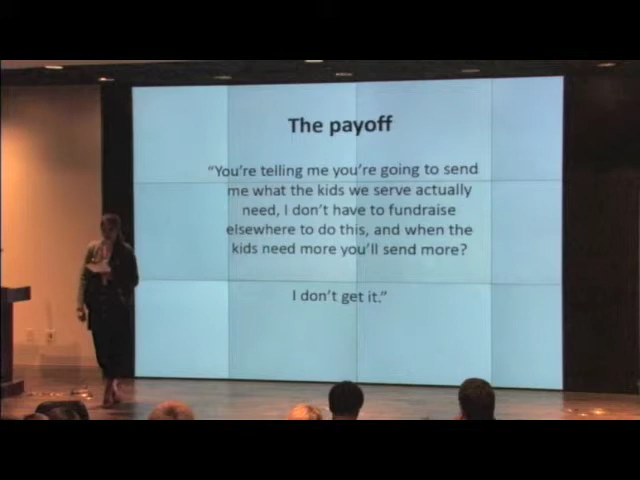 The payoff
“You’re telling me you’re going to send
me what the kids we serve actually
need, I don’t have to fundraise
elsewhere to do this, and when the
kids need more you’ll send more?
I don’t get it.”